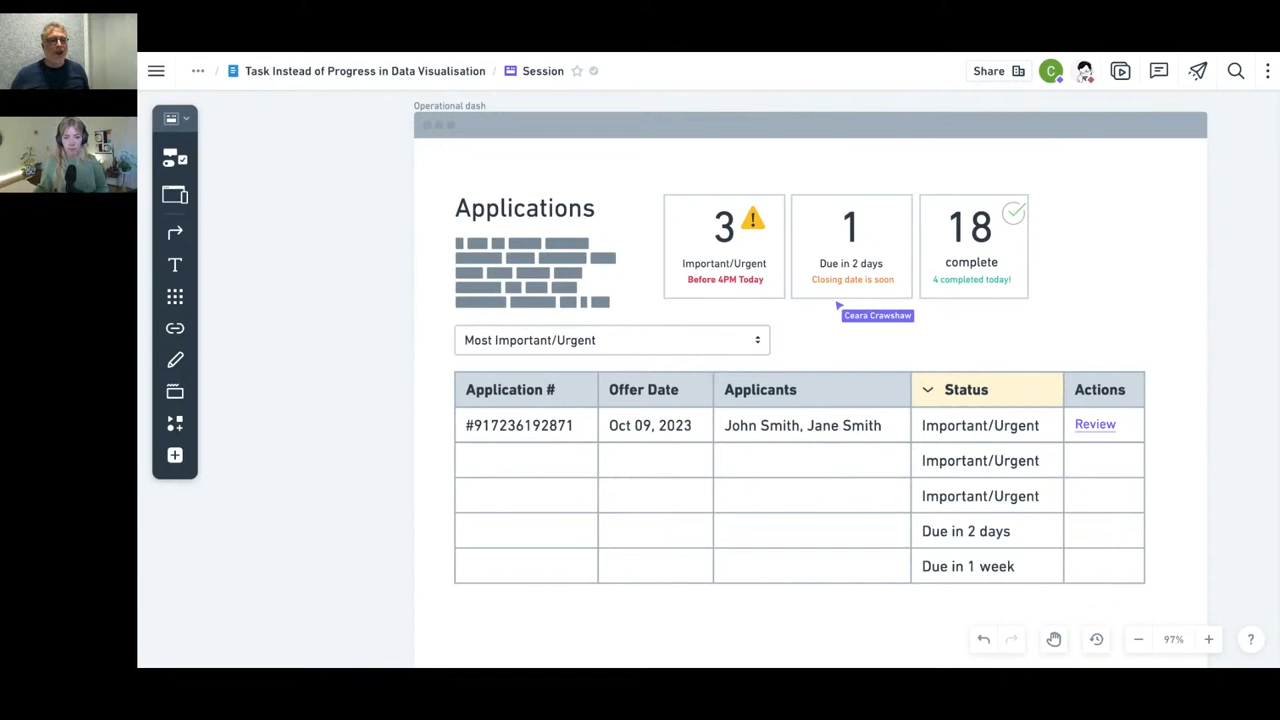 Task Instead of Progress in Data Visualisation / Session
Share
C
Operational dash
Applications
3
Important/Urgent
Before 4PM Today
1
Due in 2 days
Closing date is soon
18
complete
4 completed today!
Ceara Crawshaw
Most Important/Urgent
Application # Offer Date Applicants Status Actions
#917236192871 Oct 09, 2023 John Smith, Jane Smith Important/Urgent Review
Important/Urgent
Important/Urgent
Due in 2 days
Due in 1 week
97%